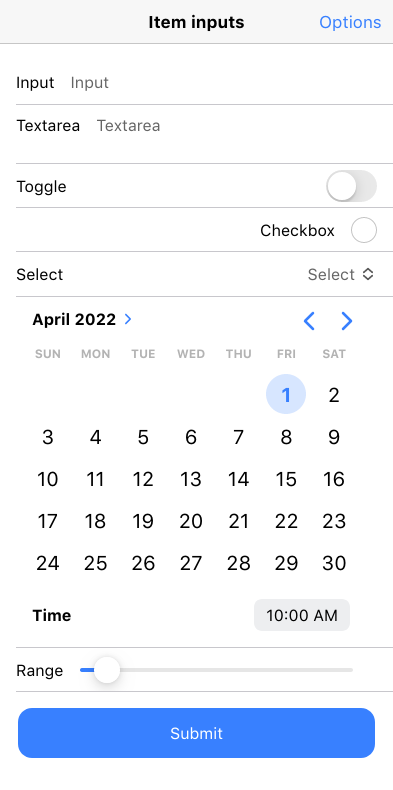 Item inputs Options
Input Input
Textarea Textarea
Toggle
Checkbox
Select Select
April 2022
SUN MON TUE WED THU FRI SAT
1 2
3 4 5 6 7 8 9
10 11 12 13 14 15 16
17 18 19 20 21 22 23
24 25 26 27 28 29 30
Time 10:00 AM
Range
Submit